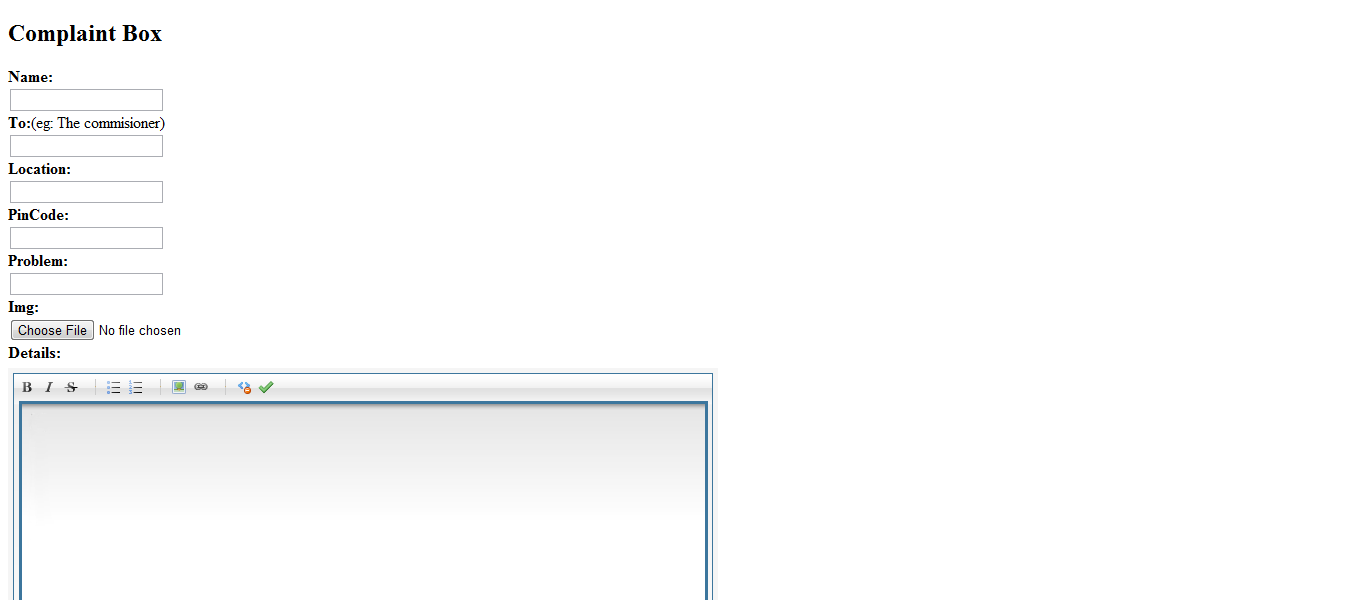 Complaint Box
Name:
To:(eg: The commisioner)
Location:
PinCode:
Problem:
Img:
Choose File No file chosen
Details:
B I S